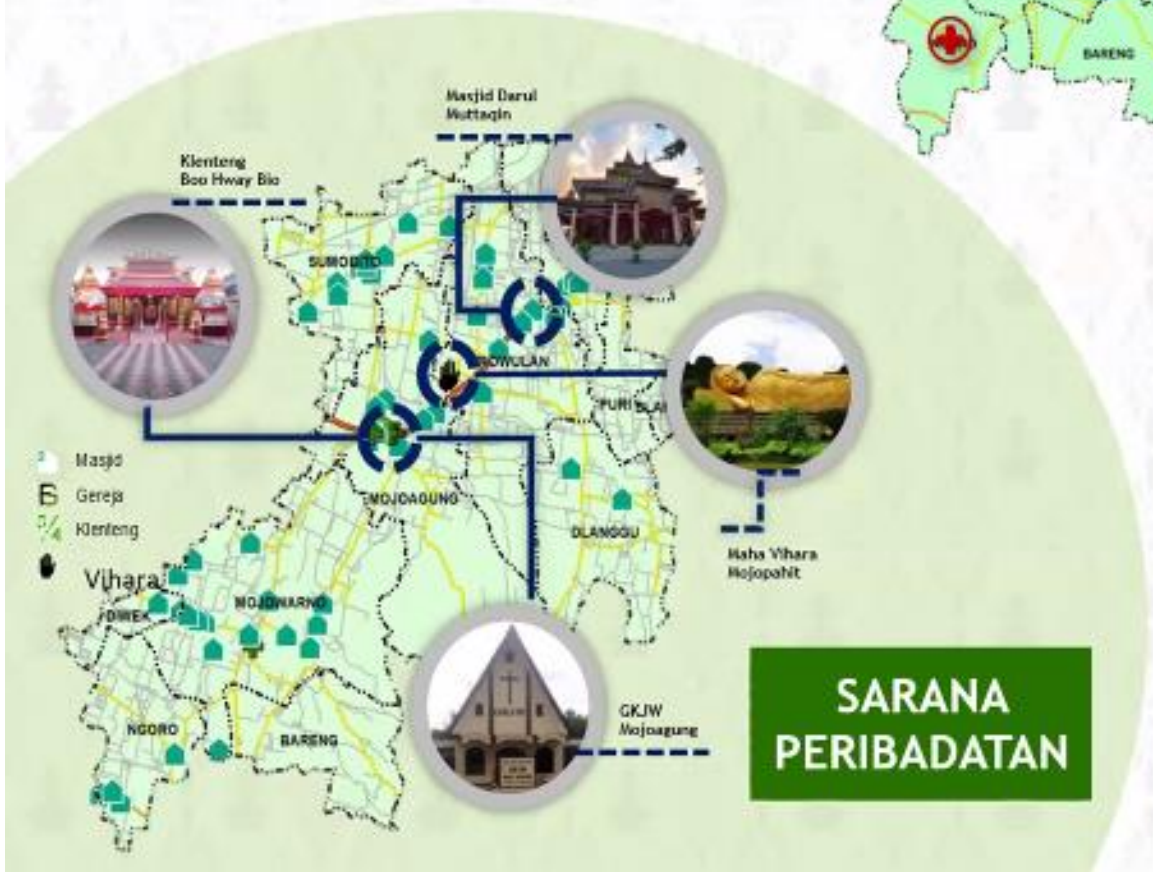 BARENG
Masjid Darul
Muttaqin
Klenteng
Boo Hway Bio
SUMOBITO
ROWULAN
PURI
MOJOAGUNG
DLANGGU
Masjid
Gereja
Klenteng
Vihara
Maha Vihara
Mojopahit
MOJOWARNO
DIWEK
NGORO
BARENG
GKJW
Mojoagung
SARANA
PERIBADATAN